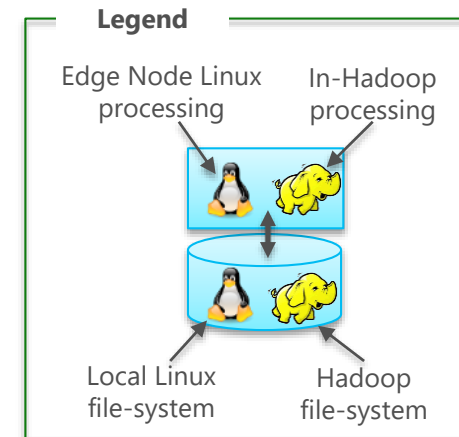 Legend
Edge Node Linux
processing
In-Hadoop
processing
Local Linux
file-system
Hadoop
file-system